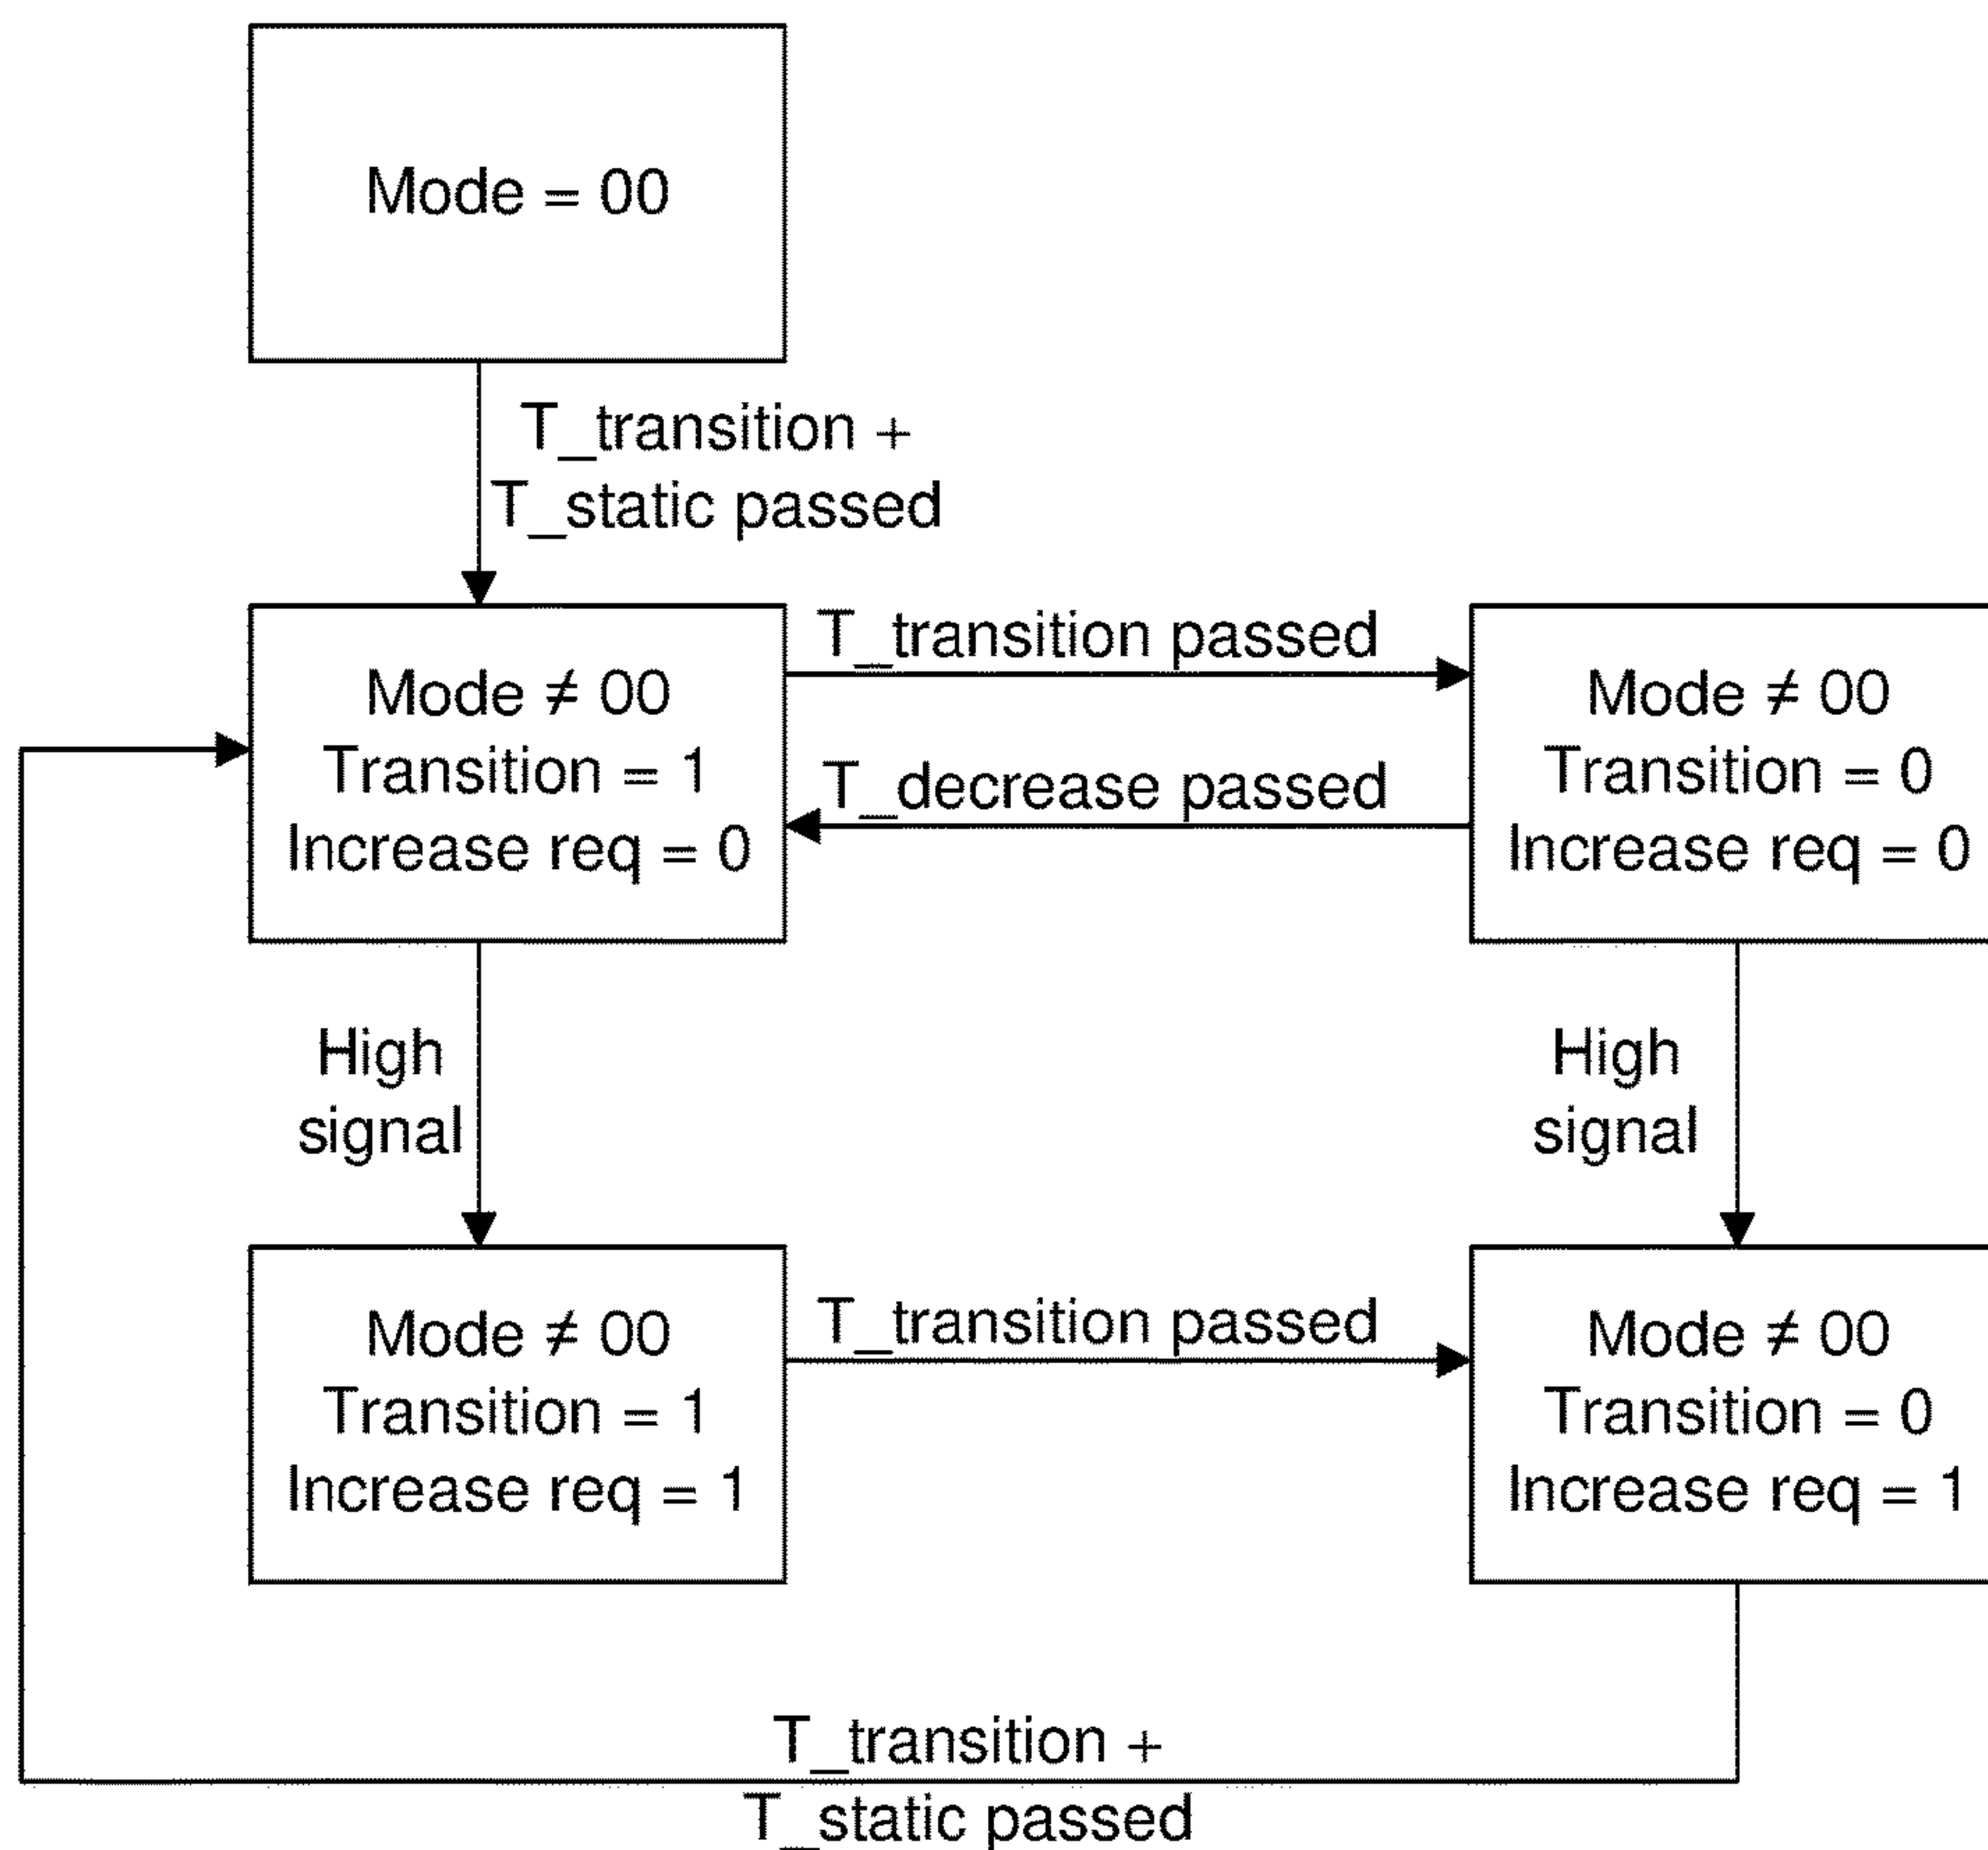 Mode = 00
T_transition +
T_static passed
Mode ≠ 00
Transition = 1
Increase req = 0
T_transition passed
T_decrease passed
Mode ≠ 00
Transition = 0
Increase req = 0
High
signal
High
signal
Mode ≠ 00
Transition = 1
Increase req = 1
T_transition passed
Mode ≠ 00
Transition = 0
Increase req = 1
T_transition +
T_static passed